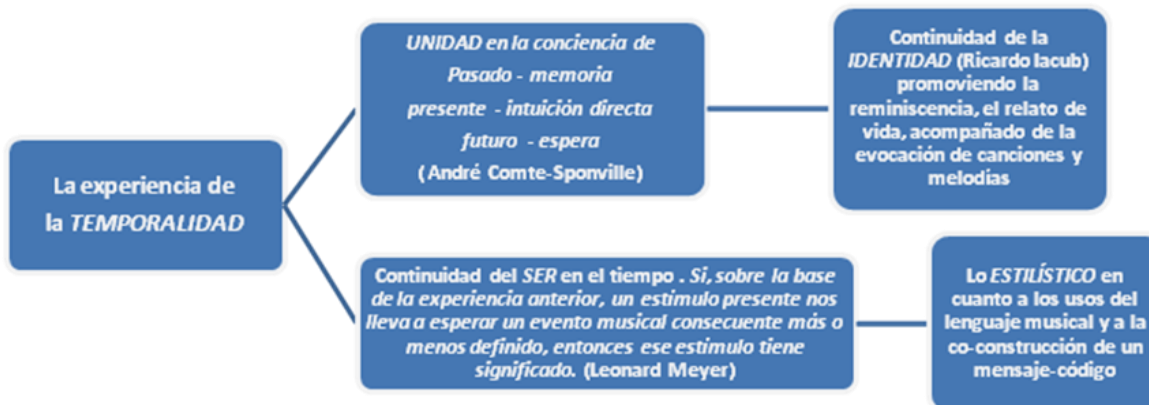 La experiencia de
la TEMPORALIDAD
UNIDAD en la conciencia de
Pasado - memoria
presente - intuición directa
futuro - espera
(André Comte-Sponville)
Continuidad de la
IDENTIDAD (Ricardo Iacub)
promoviendo la
reminiscencia, el relato de
vida, acompañado de la
evocación de canciones y
melodías
Continuidad del SER en el tiempo . Si, sobre la base
de la experiencia anterior, un estímulo presente nos
lleva a esperar un evento musical consecuente más o
menos definido, entonces ese estímulo tiene
significado. (Leonard Meyer)
Lo ESTILÍSTICO en
cuanto a los usos del
lenguaje musical y a la
co-construcción de un
mensaje-código